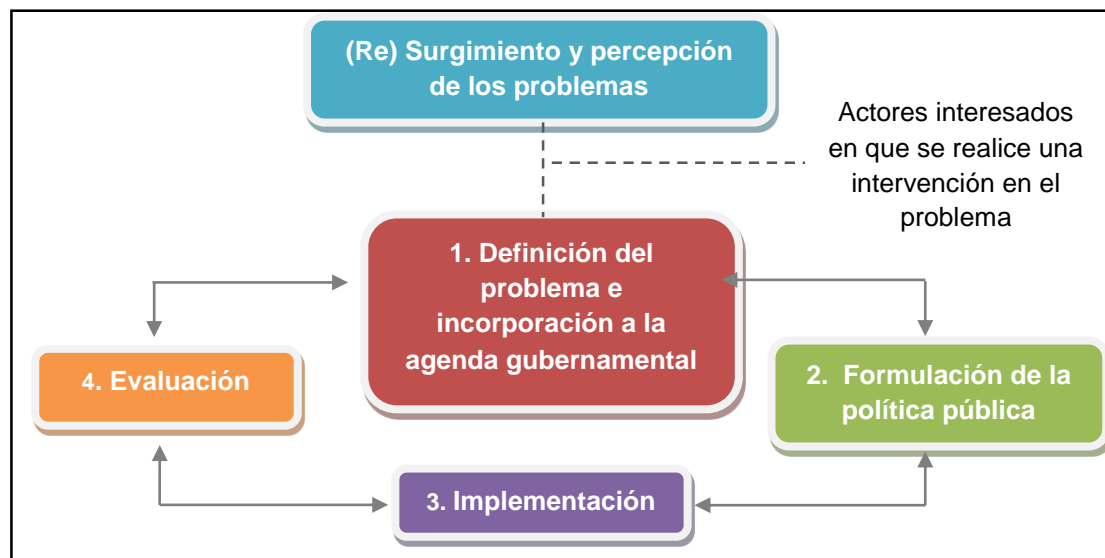 (Re) Surgimiento y percepción
de los problemas
Actores interesados
en que se realice una
intervención en el
problema
1. Definición del
problema e
incorporación a la
agenda gubernamental
2. Formulación de la
política pública
3. Implementación
4. Evaluación